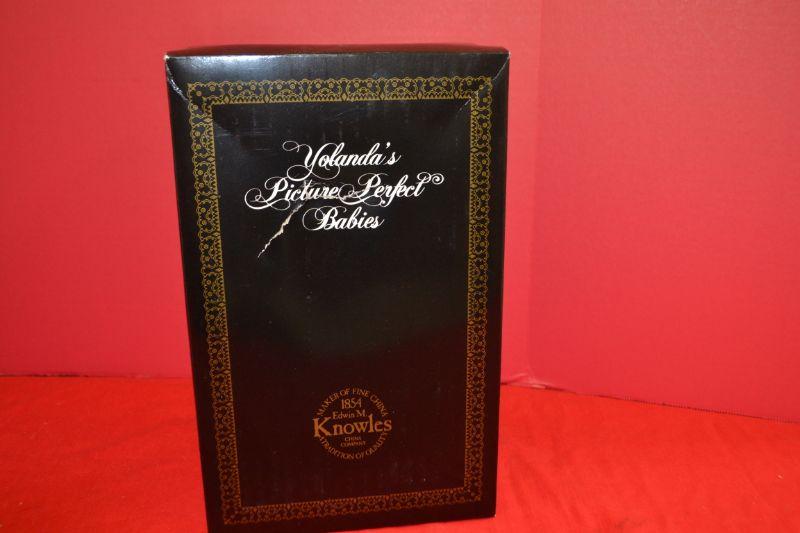 Yolanda's
Picture Perfect
Babies
MAKER OF FINE CHINA
1854
Edwin M.
Knowles
CHINA
COMPANY
TRADITION OF QUALITY